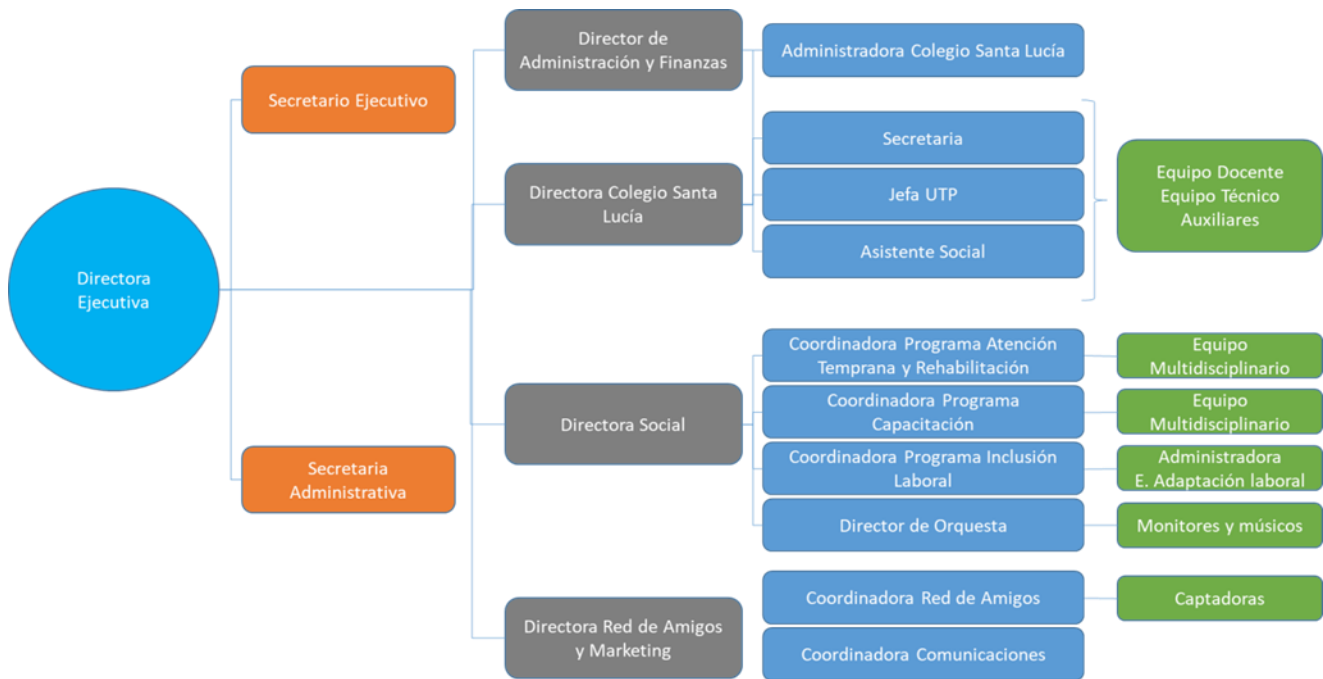 Directora
Ejecutiva
Secretario Ejecutivo
Secretaria
Administrativa
Director de
Administración y Finanzas
Administradora Colegio Santa Lucía
Directora Colegio Santa
Lucía
Secretaria
Jefa UTP
Asistente Social
Equipo Docente
Equipo Técnico
Auxiliares
Directora Social
Coordinadora Programa Atención
Temprana y Rehabilitación
Equipo
Multidisciplinario
Coordinadora Programa
Capacitación
Equipo
Multidisciplinario
Coordinadora Programa Inclusión
Laboral
Administradora
E. Adaptación laboral
Director de Orquesta
Monitores y músicos
Directora Red de Amigos
y Marketing
Coordinadora Red de Amigos
Captadoras
Coordinadora Comunicaciones